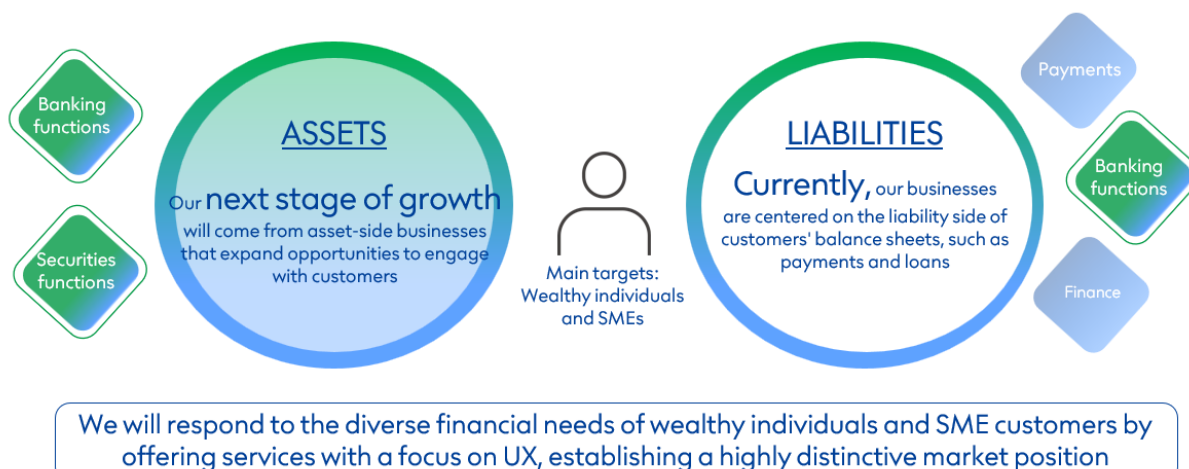 Banking
functions
Securities
functions
ASSETS
Our next stage of growth
will come from asset-side businesses
that expand opportunities to engage
with customers
Main targets:
Wealthy individuals
and SMEs
LIABILITIES
Currently, our businesses
are centered on the liability side of
customers' balance sheets, such as
payments and loans
Payments
Banking
functions
Finance
We will respond to the diverse financial needs of wealthy individuals and SME customers by
offering services with a focus on UX, establishing a highly distinctive market position